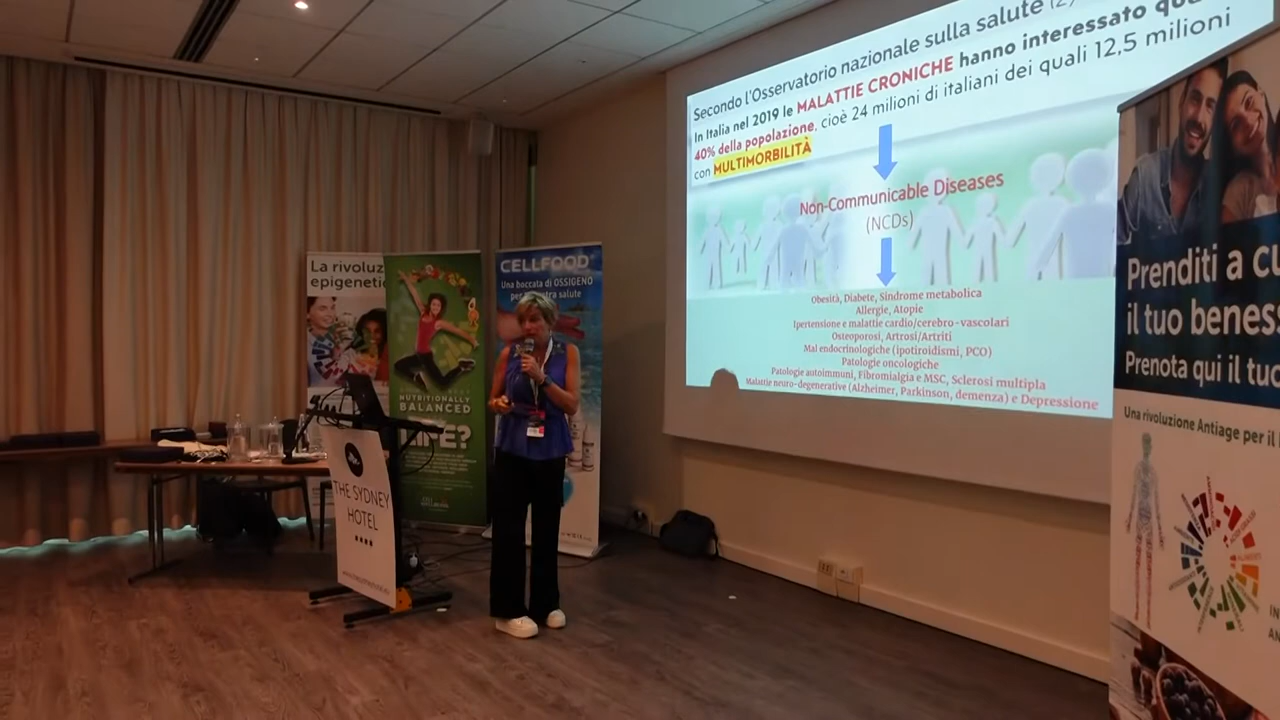 Secondo l'Osservatorio nazionale sulla salute (2)
In Italia nel 2019 le MALATTIE CRONICHE hanno interessato
40% della popolazione, cioè 24 milioni di italiani dei quali 12,5 milioni
con MULTIMORBILITÀ
Non-Communicable Diseases
(NCDs)
Obesità, Diabete, Sindrome metabolica
Allergie, Atopie
Ipertensione e malattie cardio/cerebro-vascolari
Osteoporosi, Artrosi/Artriti
Mal endocrinologiche (ipotiroidismi, PCO)
Patologie oncologiche
Patologie autoimmuni, Fibromialgia e MSC, Sclerosi multipla
Malattie neuro-degenerative (Alzheimer, Parkinson, demenza) e Depressione
La rivoluz
epigenetic
NUTRITIONALLY
BALANCED
LIFE?
CELLFOOD
Una boccata di OSSIGENO
salute
THE SYDNEY
HOTEL
Prenditi a cu
il tuo benes
Prenota qui il tuo
Una rivoluzione Antiage per il